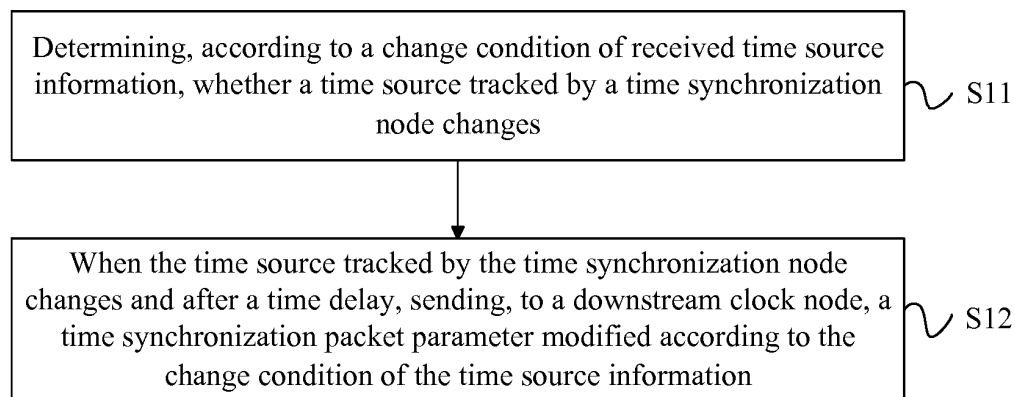 Determining, according to a change condition of received time source
information, whether a time source tracked by a time synchronization
node changes
S11
When the time source tracked by the time synchronization node
changes and after a time delay, sending, to a downstream clock node, a
time synchronization packet parameter modified according to the
change condition of the time source information
S12